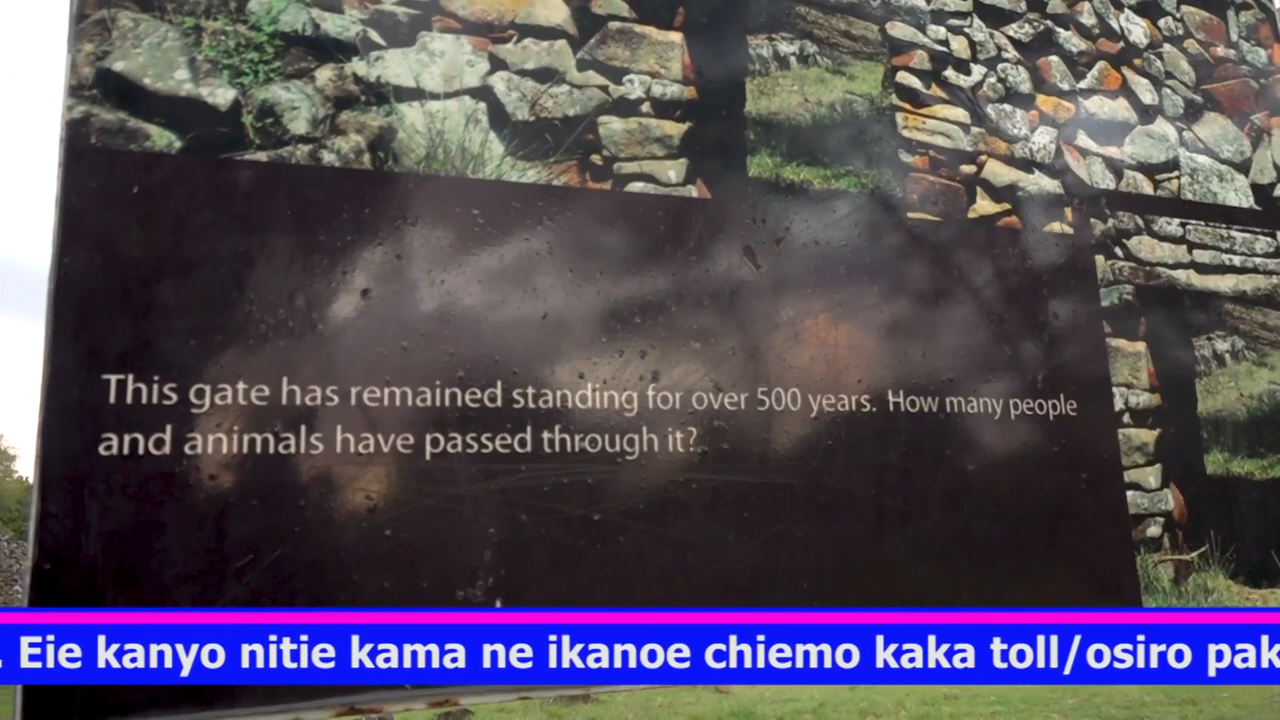 This gate has remained standing for over 500 years. How many people
and animals have passed through it?
. Eie kanyo nitie kama ne ikanoe chiemo kaka toll/osiro pak